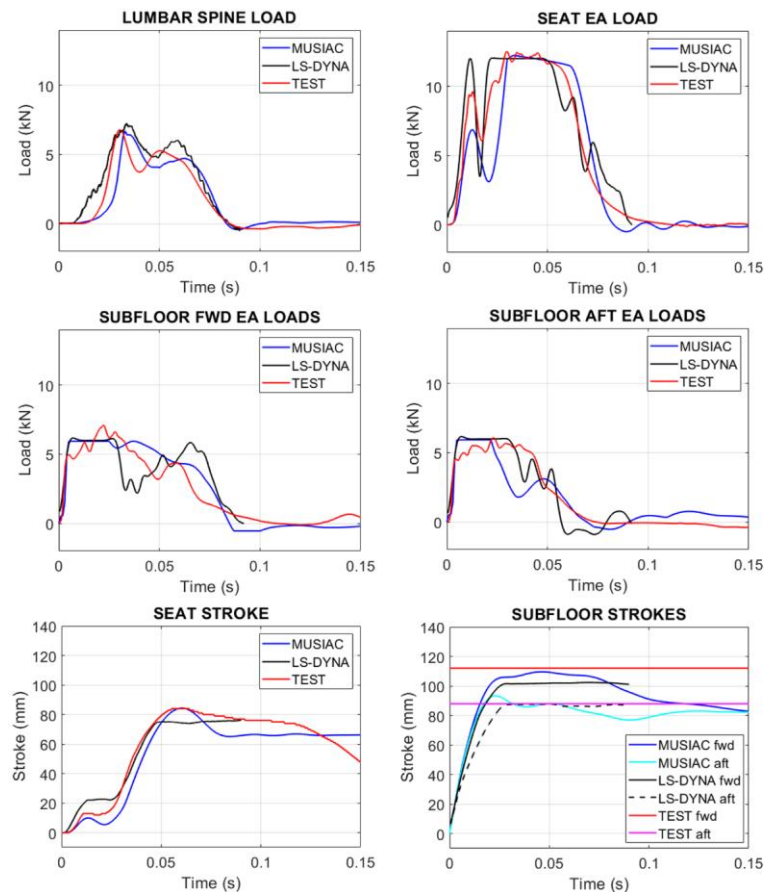 LUMBAR SPINE LOAD
MUSIAC
LS-DYNA
TEST
Load (kN)
10
5
0
0 0.05 0.1 0.15
Time (s)
SEAT EA LOAD
MUSIAC
LS-DYNA
TEST
Load (kN)
10
5
0
0 0.05 0.1 0.15
Time (s)
SUBFLOOR FWD EA LOADS
MUSIAC
LS-DYNA
TEST
Load (kN)
10
5
0
0 0.05 0.1 0.15
Time (s)
SUBFLOOR AFT EA LOADS
MUSIAC
LS-DYNA
TEST
Load (kN)
10
5
0
0 0.05 0.1 0.15
Time (s)
SEAT STROKE
MUSIAC
LS-DYNA
TEST
Stroke (mm)
140
120
100
80
60
40
20
0
0 0.05 0.1 0.15
Time (s)
SUBFLOOR STROKES
Stroke (mm)
140
120
100
80
60
40
20
0
MUSIAC fwd
MUSIAC aft
LS-DYNA fwd
LS-DYNA aft
TEST fwd
TEST aft
0 0.05 0.1 0.15
Time (s)